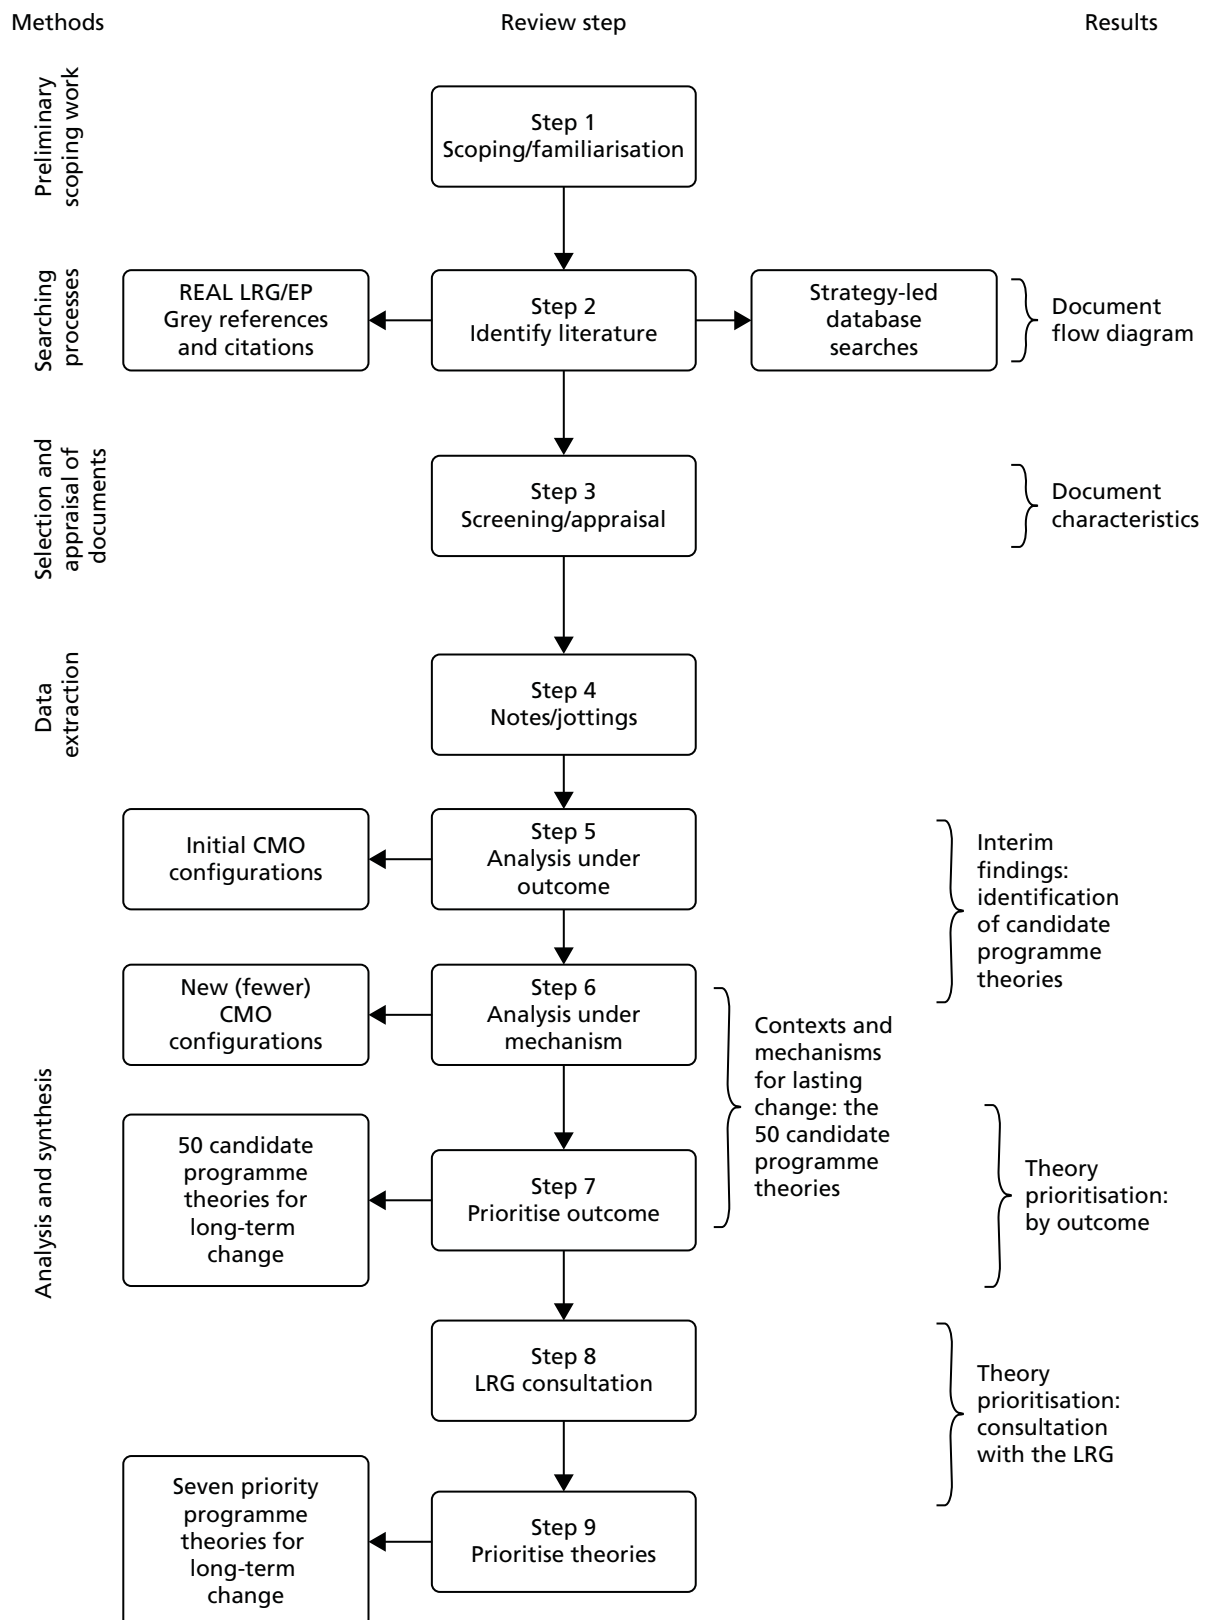 Methods
Review step
Results
Preliminary
scoping work
Step 1
Scoping/familiarisation
Searching
processes
REAL LRG/EP
Grey references
and citations
Step 2
Identify literature
Strategy-led
database
searches
Document
flow diagram
Selection and
appraisal of
documents
Step 3
Screening/appraisal
Document
characteristics
Data
extraction
Step 4
Notes/jottings
Analysis and synthesis
Initial CMO
configurations
Step 5
Analysis under
outcome
Interim
findings:
identification
of candidate
programme
theories
New (fewer)
CMO
configurations
Step 6
Analysis under
mechanism
Contexts and
mechanisms
for lasting
change: the
50 candidate
programme
theories
50 candidate
programme
theories for
long-term
change
Step 7
Prioritise outcome
Theory
prioritisation:
by outcome
Step 8
LRG consultation
Theory
prioritisation:
consultation
with the LRG
Seven priority
programme
theories for
long-term
change
Step 9
Prioritise theories